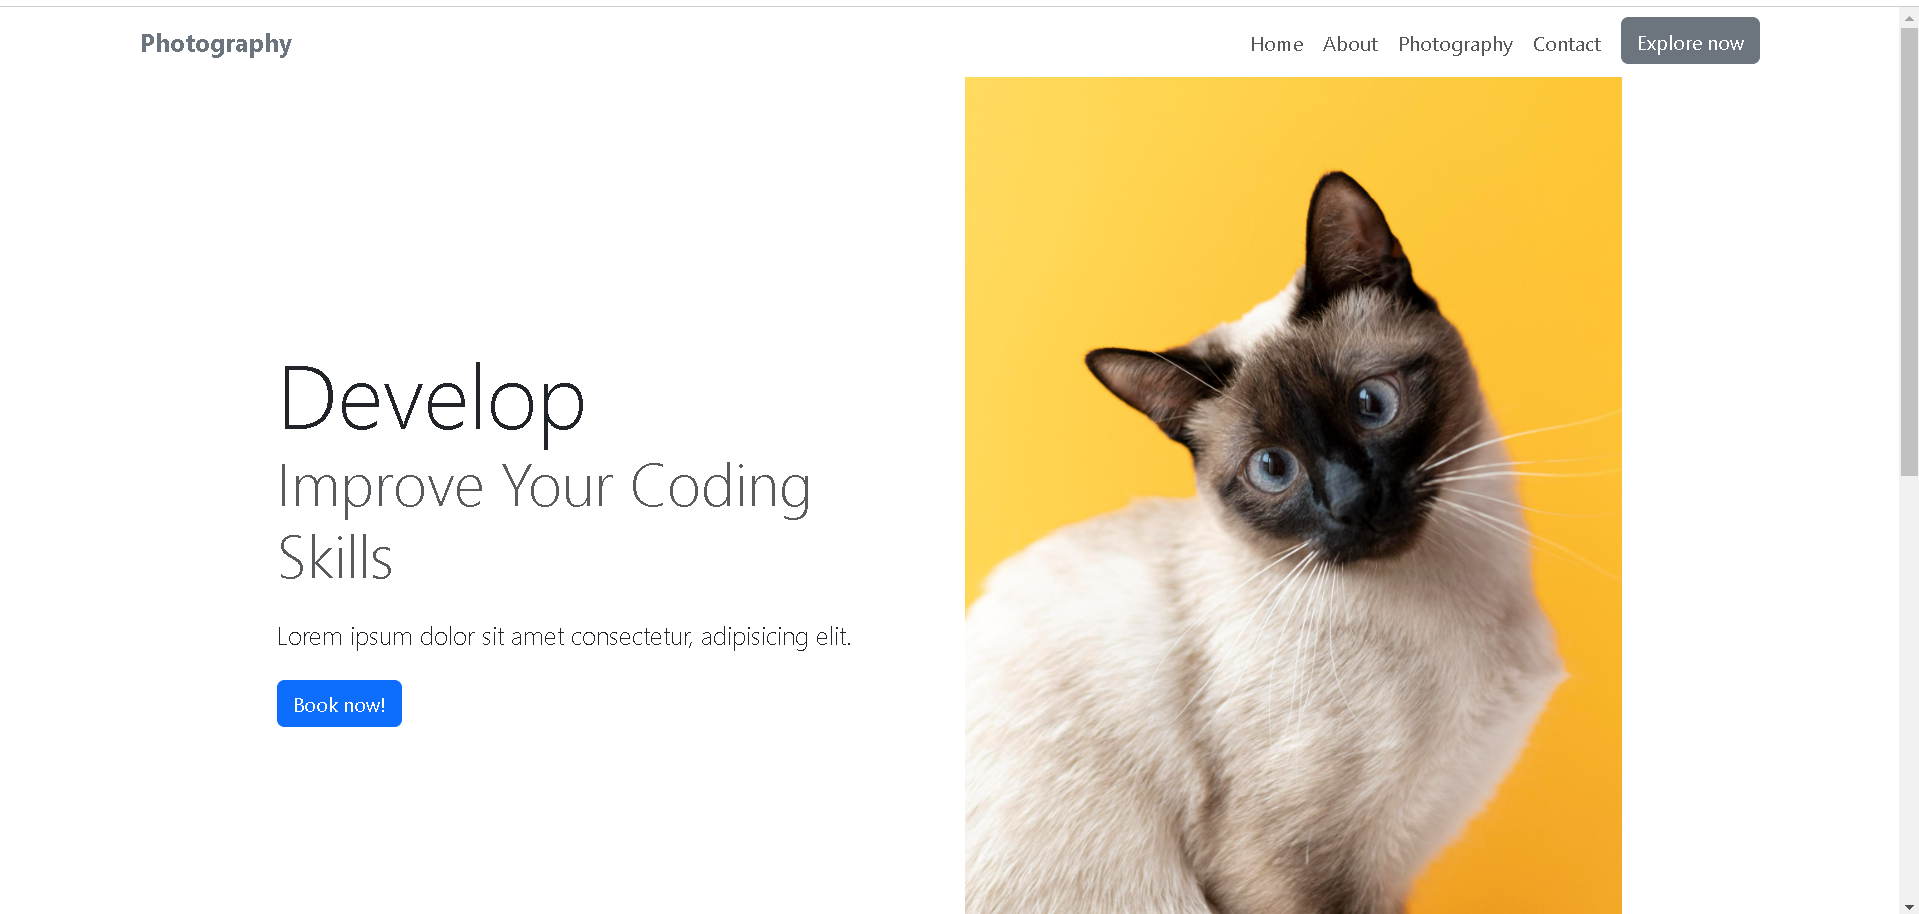 Photography
Home About Photography Contact Explore now
Develop
Improve Your Coding
Skills
Lorem ipsum dolor sit amet consectetur, adipisicing elit.
Book now!